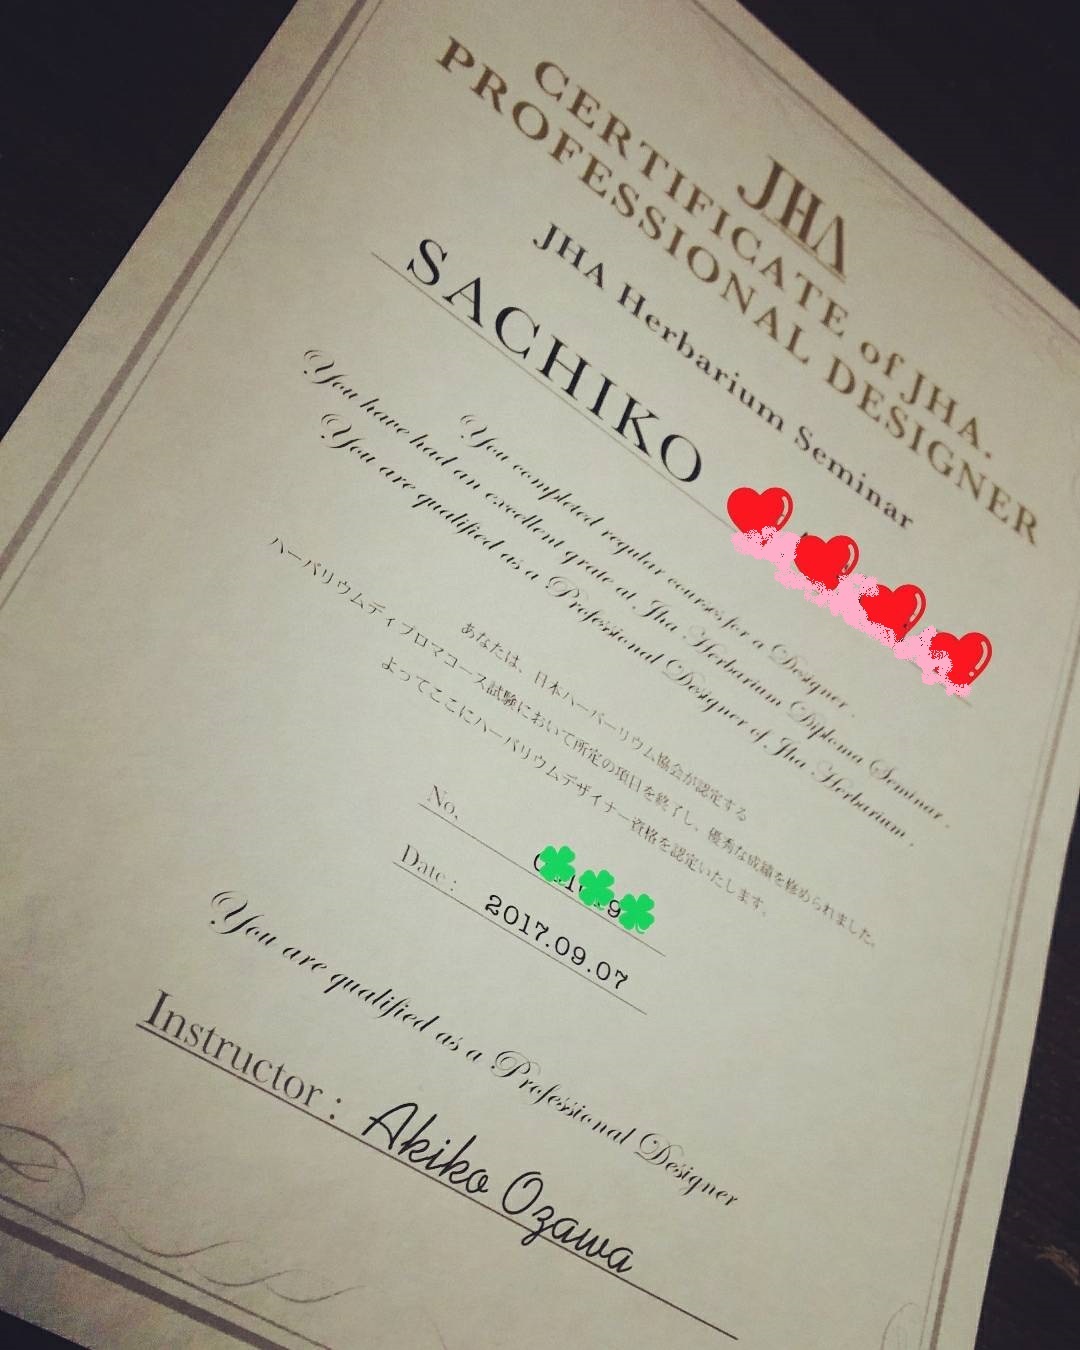 JHA
CERTIFICATE of JHA.
PROFESSIONAL DESIGNER
JHA Herbarium Seminar
SACHIKO
You completed regular courses for a Designer.
You have had an excellent grate at Jha Herbarium Diploma Seminar.
You are qualified as a Professional Designer of Jha Herbarium.
あなたは、日本ハーバーリウム協会が認定する
ハーバリウムディプロマコース試験において所定の項目を終了し、優秀な成績を修められました。
よってここにハーバリウムデザイナー資格を認定いたします。
No.
Date : 2017.09.07
You are qualified as a Professional Designer
Instructor : Akiko Ozawa